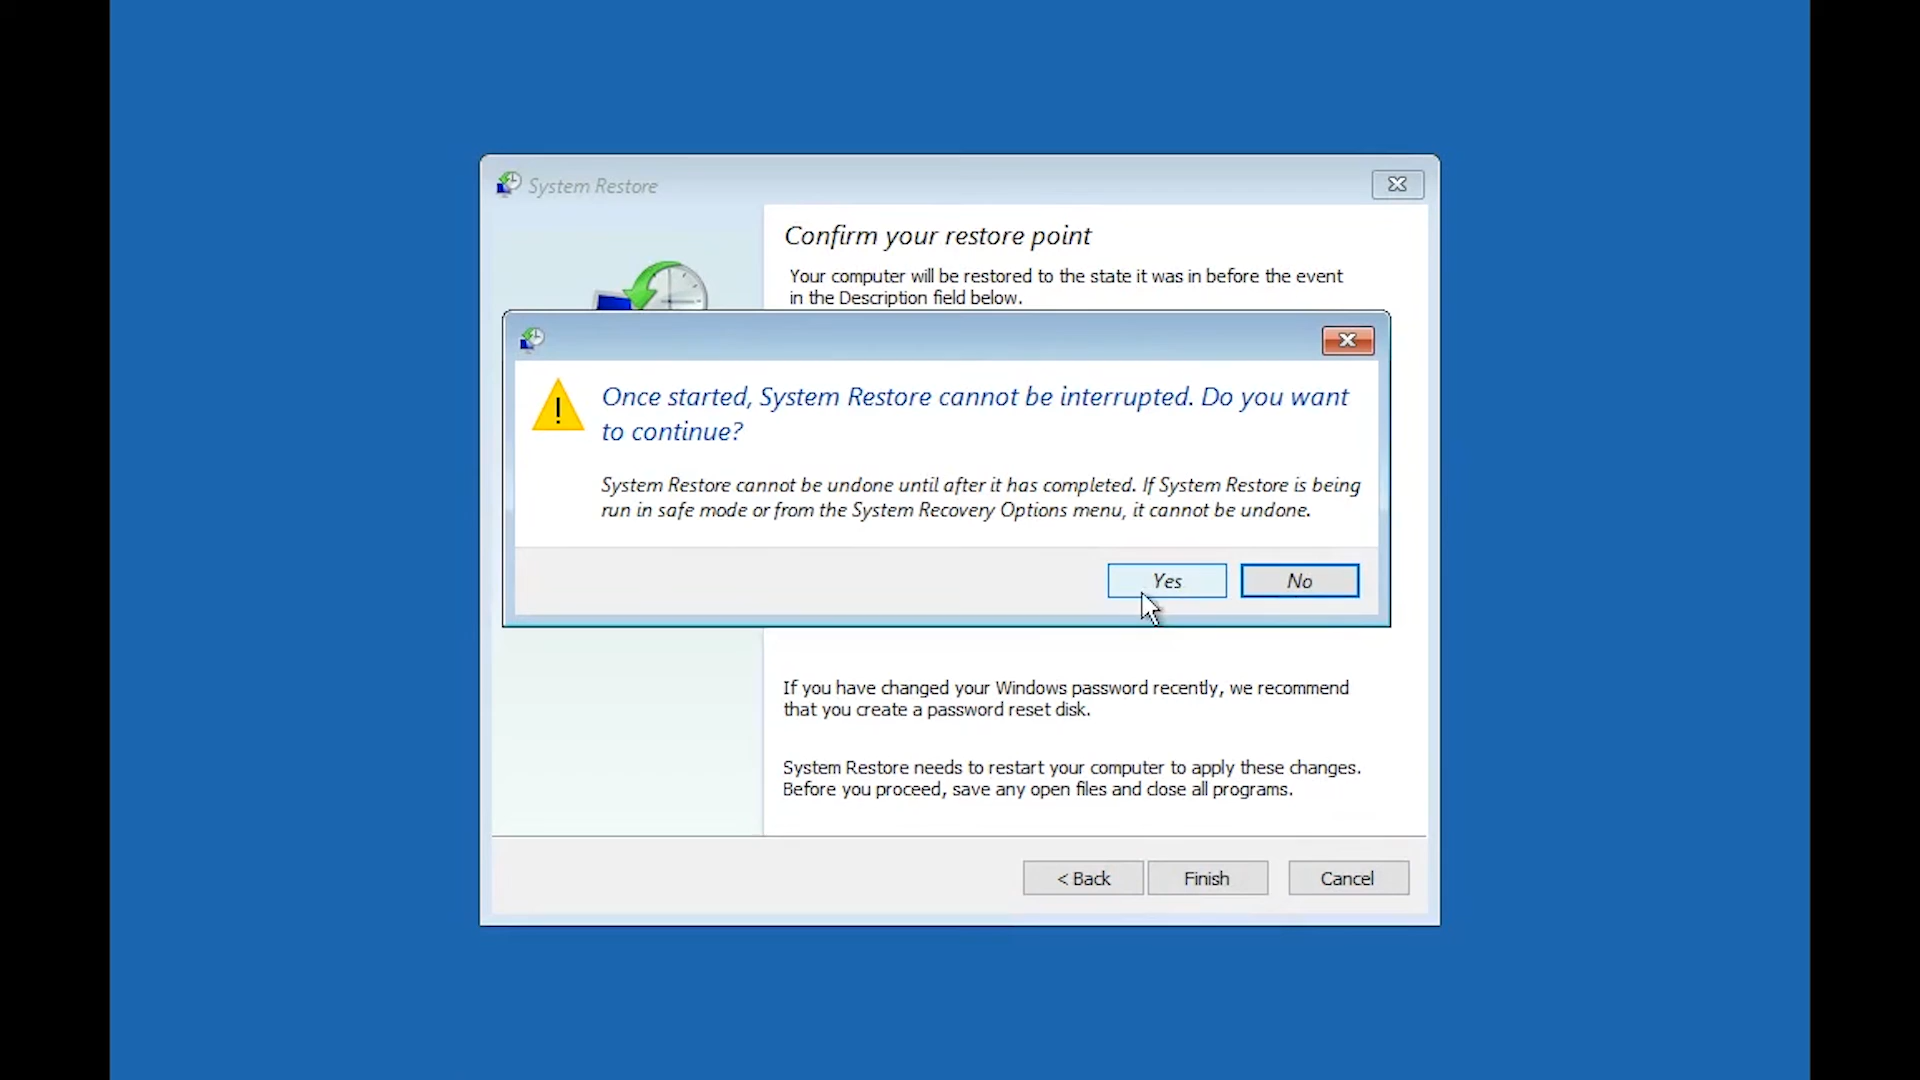 System Restore
Confirm your restore point
Your computer will be restored to the state it was in before the event
in the Description field below.
Once started, System Restore cannot be interrupted. Do you want
to continue?
System Restore cannot be undone until after it has completed. If System Restore is being
run in safe mode or from the System Recovery Options menu, it cannot be undone.
Yes
No
If you have changed your Windows password recently, we recommend
that you create a password reset disk.
System Restore needs to restart your computer to apply these changes.
Before you proceed, save any open files and close all programs.
< Back
Finish
Cancel